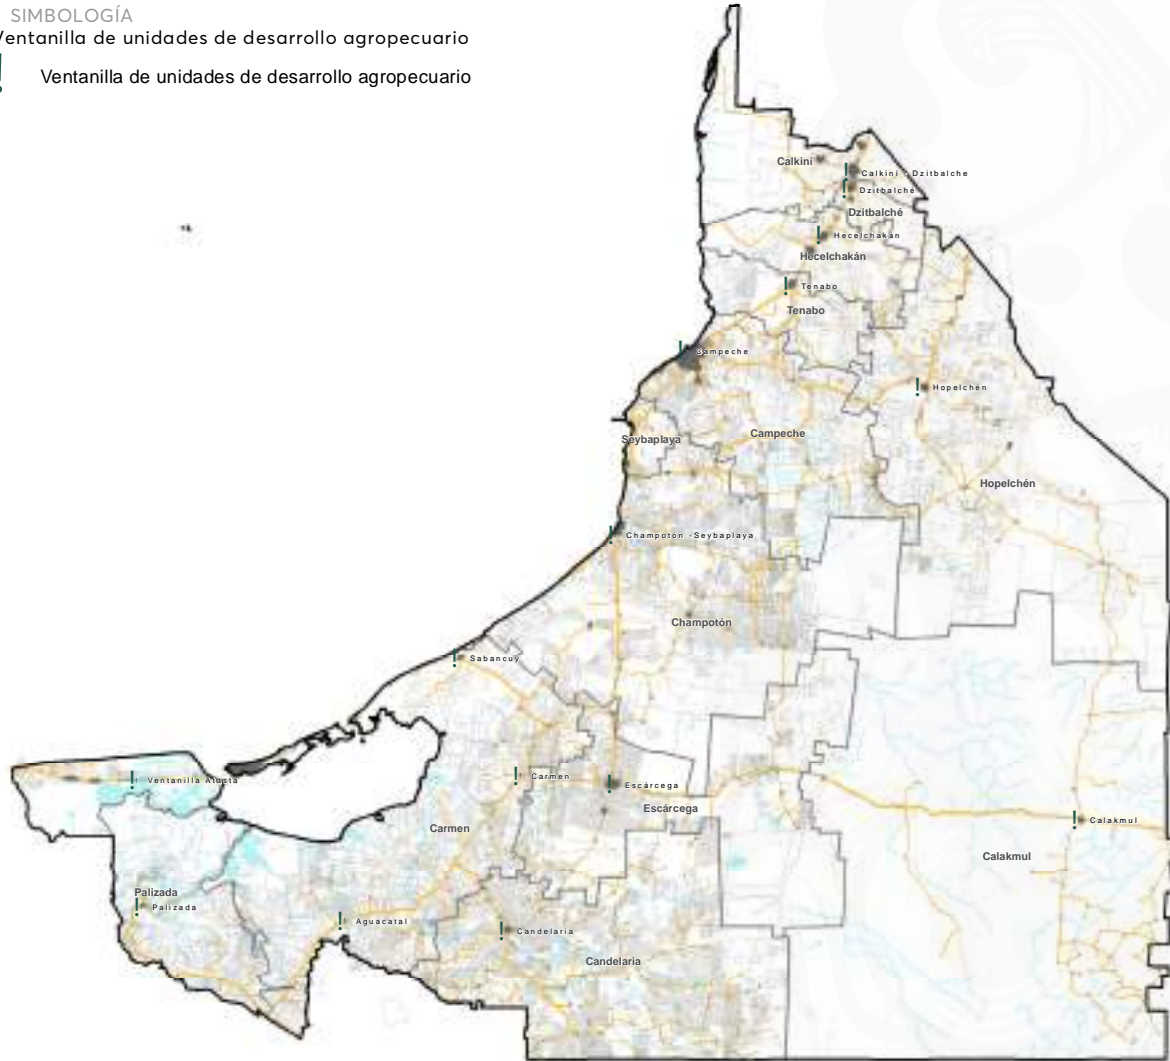 SIMBOLOGÍA
Ventanilla de unidades de desarrollo agropecuario
! Ventanilla de unidades de desarrollo agropecuario
Calkiní
! Calkiní - Dzitbalche
! Dzitbalché
Dzitbalché
! Hecelchakán
Hecelchakán
! Tenabo
Tenabo
! Campeche
! Hopelchén
Seybaplaya
Campeche
Hopelchén
! Champotón -Seybaplaya
Champotón
! Sabancuy
! Ventanilla Atasta
! Carmen
! Escárcega
Escárcega
Carmen
! Calakmul
Calakmul
Palizada
! Palizada
! Aguacatal
! Candelaria
Candelaria